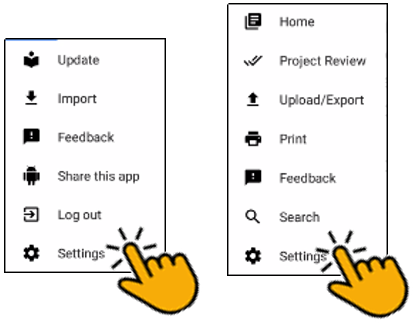 Update
Import
Feedback
Share this app
Log out
Settings
Home
Project Review
Upload/Export
Print
Feedback
Search
Settings